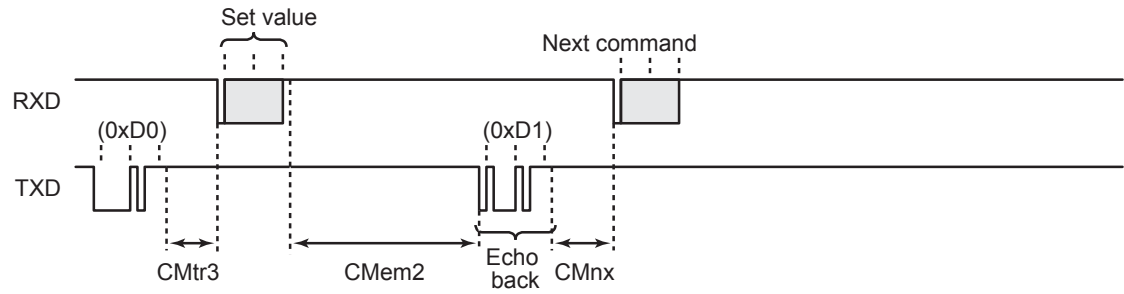 Set value
Next command
RXD
(0xD0)
(0xD1)
TXD
CMtr3
CMem2
Echo
back
CMnx